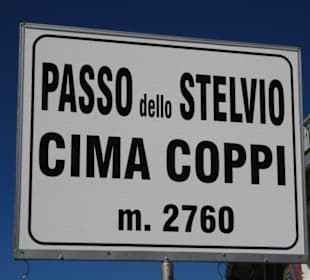 PASSO dello STELVIO
CIMA COPPI
m. 2760